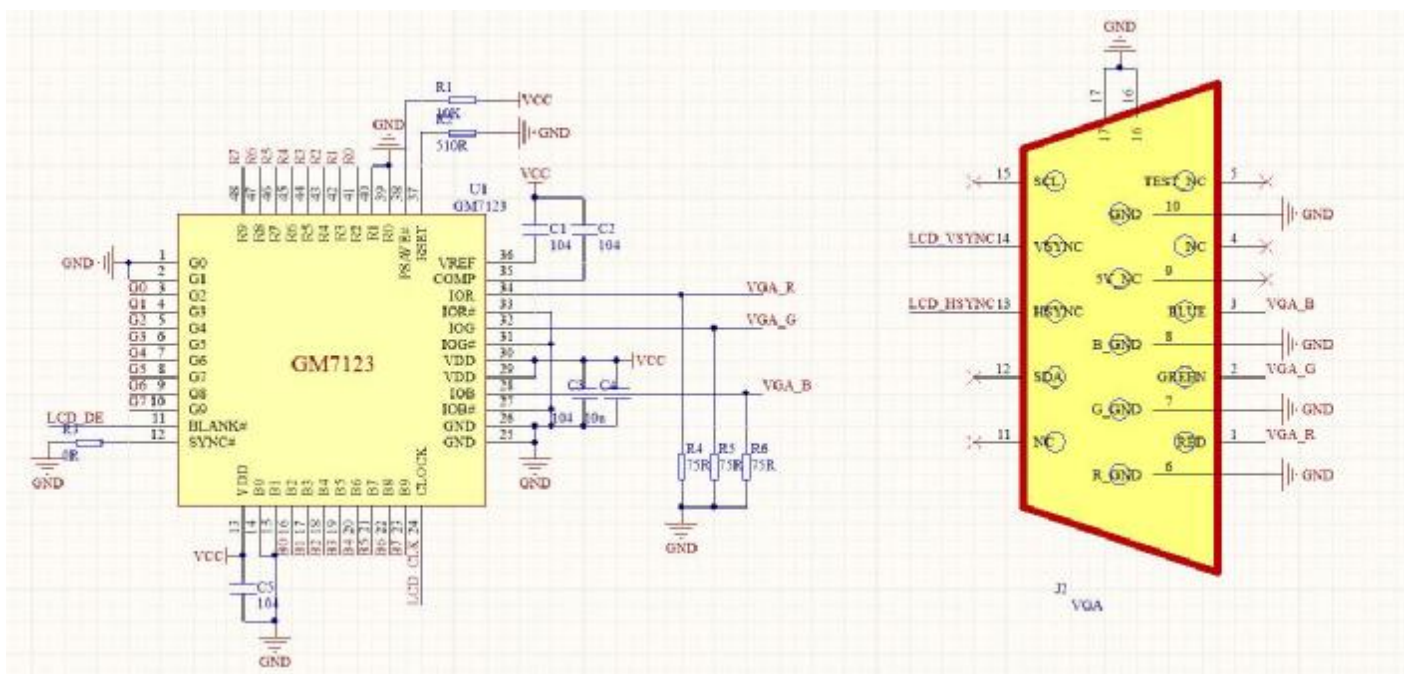 GND
R1
10K
VCC
GND
R2
510R
GND
R7
R6
R5
R4
R3
R2
R1
R0
48
47
46
45
44
43
42
41
40
39
38
37
VCC
U1
GM7123
R9
R8
R7
R6
R5
R4
R3
R2
R1
R0
PSAVE#
RSET
C1
104
C2
104
GND
1
G0
2
G1
G0 3
G2
G1 4
G3
G2 5
G4
G3 6
G5
G4 7
G6
G5 8
G7
G6 9
G8
G7 10
G9
LCD_DE
11
BLANK#
R3
0R
12
SYNC#
GND
GM7123
VREF
36
COMP
35
IOR
34
VGA_R
IOR#
33
IOG
32
VGA_G
IOG#
31
VDD
30
VCC
VDD
29
IOB
28
VGA_B
IOB#
27
GND
26
GND
25
C3
104
C4
10u
GND
R4
75R
R5
75R
R6
75R
GND
VDD
B0
B1
B2
B3
B4
B5
B6
B7
B8
B9
CLOCK
13
14
15
B0 16
B1 17
B2 18
B3 19
B4 20
B5 21
B6 22
B7 23
LCD_CLK 24
VCC
C5
104
GND
17
16
17
16
15
SCL
TEST_NC
5
GND
10
GND
LCD_VSYNC 14
VSYNC
NC
4
5V_NC
9
LCD_HSYNC 13
HSYNC
BLUE
3
VGA_B
B_GND
8
GND
12
SDA
GREEN
2
VGA_G
G_GND
7
GND
11
NC
RED
1
VGA_R
R_GND
6
GND
VGA